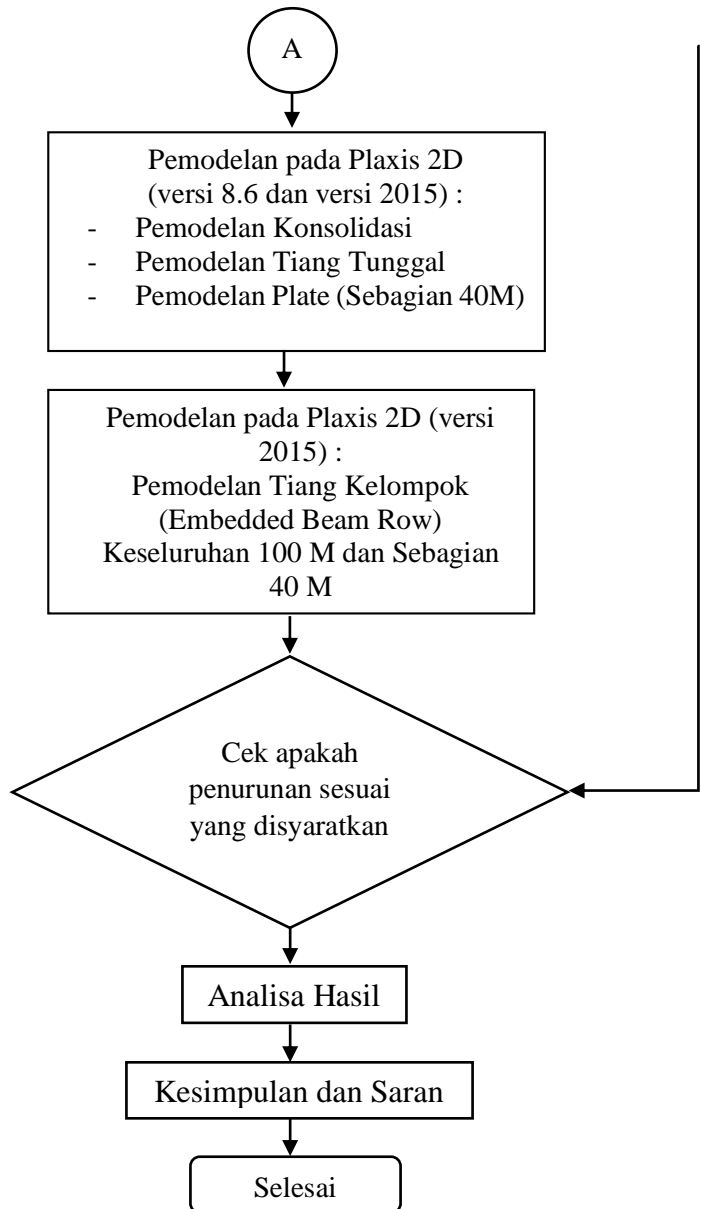 A
Pemodelan pada Plaxis 2D
(versi 8.6 dan versi 2015) :
- Pemodelan Konsolidasi
- Pemodelan Tiang Tunggal
- Pemodelan Plate (Sebagian 40M)
Pemodelan pada Plaxis 2D (versi
2015) :
Pemodelan Tiang Kelompok
(Embedded Beam Row)
Keseluruhan 100 M dan Sebagian
40 M
Cek apakah
penurunan sesuai
yang disyaratkan
Analisa Hasil
Kesimpulan dan Saran
Selesai